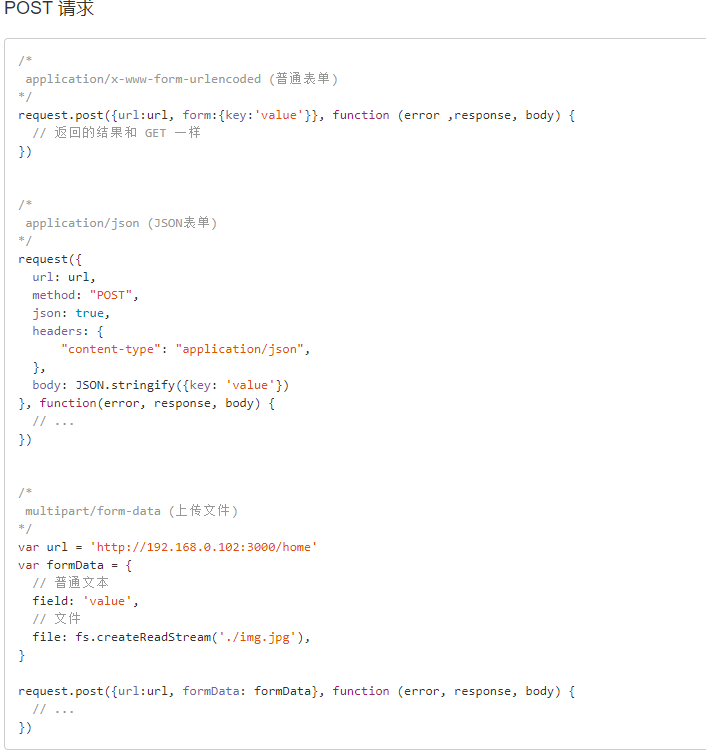 POST 请求
/*
 application/x-www-form-urlencoded (普通表单)
*/
request.post({url:url, form:{key:'value'}}, function (error ,response, body) {
  // 返回的结果和 GET 一样
})
/*
 application/json (JSON表单)
*/
request({
  url: url,
  method: "POST",
  json: true,
  headers: {
      "content-type": "application/json",
  },
  body: JSON.stringify({key: 'value'})
}, function(error, response, body) {
  // ...
})
/*
 multipart/form-data (上传文件)
*/
var url = 'http://192.168.0.102:3000/home'
var formData = {
  // 普通文本
  field: 'value',
  // 文件
  file: fs.createReadStream('./img.jpg'),
}
request.post({url:url, formData: formData}, function (error, response, body) {
  // ...
})